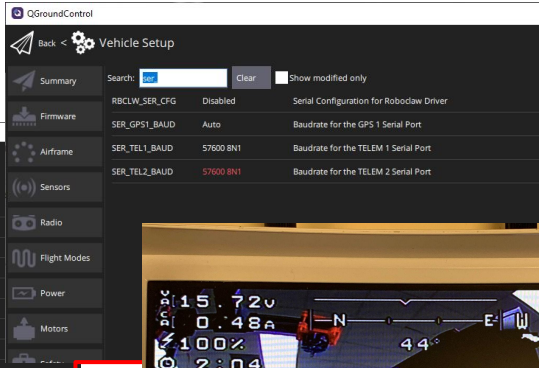 QGroundControl
Back < Vehicle Setup
Search: ser_ Clear Show modified only
Summary
RBCLW_SER_CFG Disabled Serial Configuration for Roboclaw Driver
Firmware
SER_GPS1_BAUD Auto Baudrate for the GPS 1 Serial Port
Airframe
SER_TEL1_BAUD 57600 8N1 Baudrate for the TELEM 1 Serial Port
SER_TEL2_BAUD 57600 8N1 Baudrate for the TELEM 2 Serial Port
Sensors
Radio
Flight Modes
Power
Motors
15.72V
N E W
0.48A
44°
100%
2:04